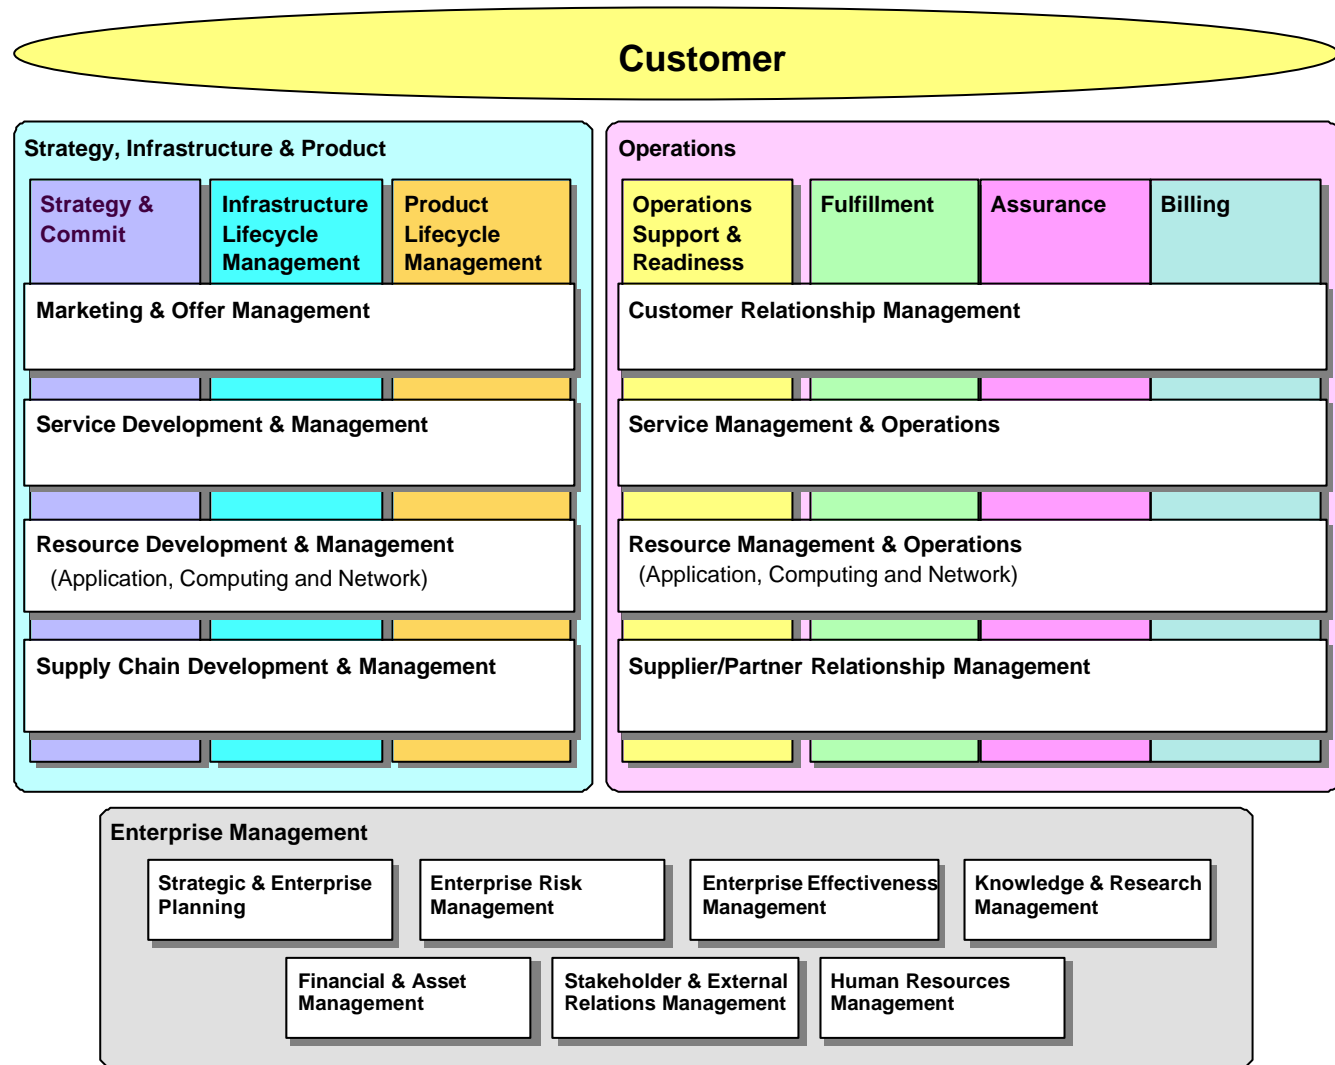 Customer
Strategy, Infrastructure & Product
Strategy &
Commit
Infrastructure
Lifecycle
Management
Product
Lifecycle
Management
Marketing & Offer Management
Service Development & Management
Resource Development & Management
(Application, Computing and Network)
Supply Chain Development & Management
Operations
Operations
Support &
Readiness
Fulfillment
Assurance
Billing
Customer Relationship Management
Service Management & Operations
Resource Management & Operations
(Application, Computing and Network)
Supplier/Partner Relationship Management
Enterprise Management
Strategic & Enterprise
Planning
Enterprise Risk
Management
Enterprise Effectiveness
Management
Knowledge & Research
Management
Financial & Asset
Management
Stakeholder & External
Relations Management
Human Resources
Management